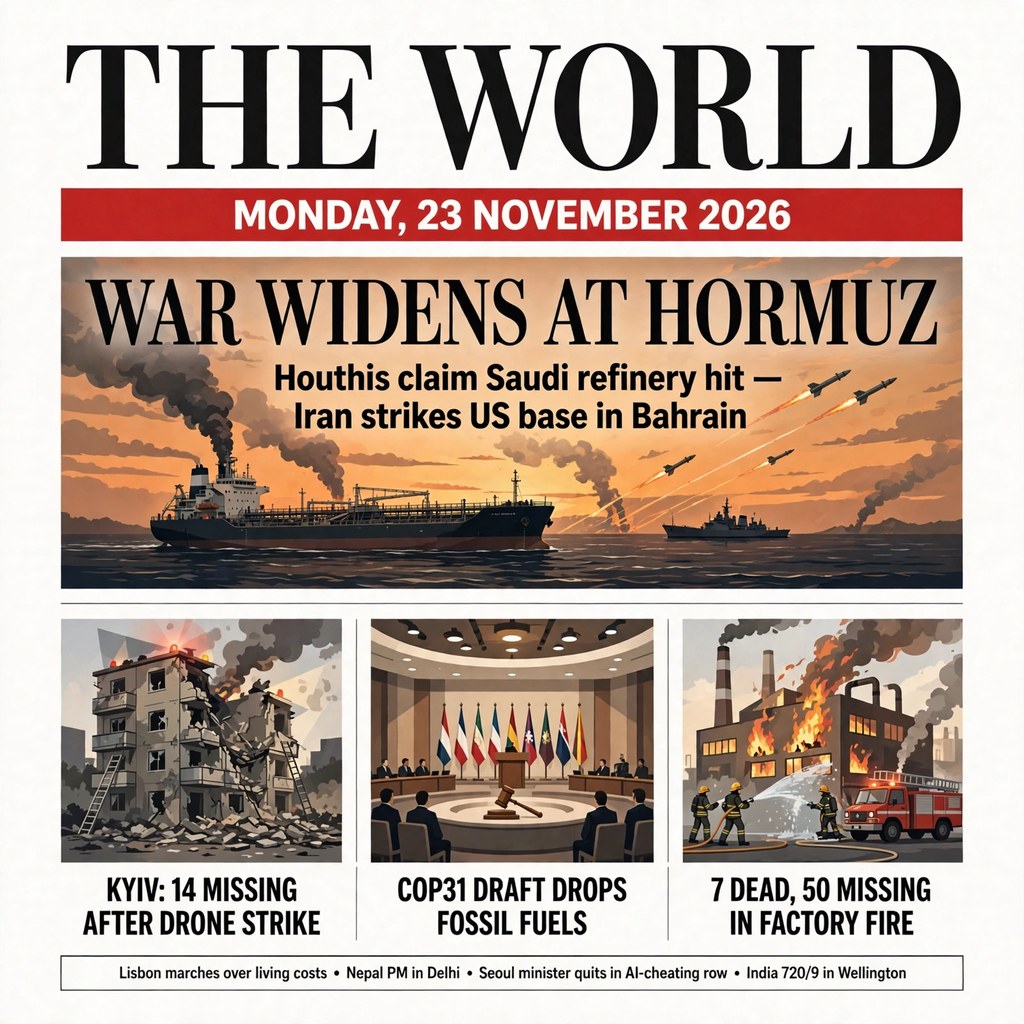 THE WORLD
MONDAY, 23 NOVEMBER 2026
WAR WIDENS AT HORMUZ
Houthis claim Saudi refinery hit —
Iran strikes US base in Bahrain
KYIV: 14 MISSING
AFTER DRONE STRIKE
COP31 DRAFT DROPS
FOSSIL FUELS
7 DEAD, 50 MISSING
IN FACTORY FIRE
Lisbon marches over living costs • Nepal PM in Delhi • Seoul minister quits in AI-cheating row • India 720/9 in Wellington